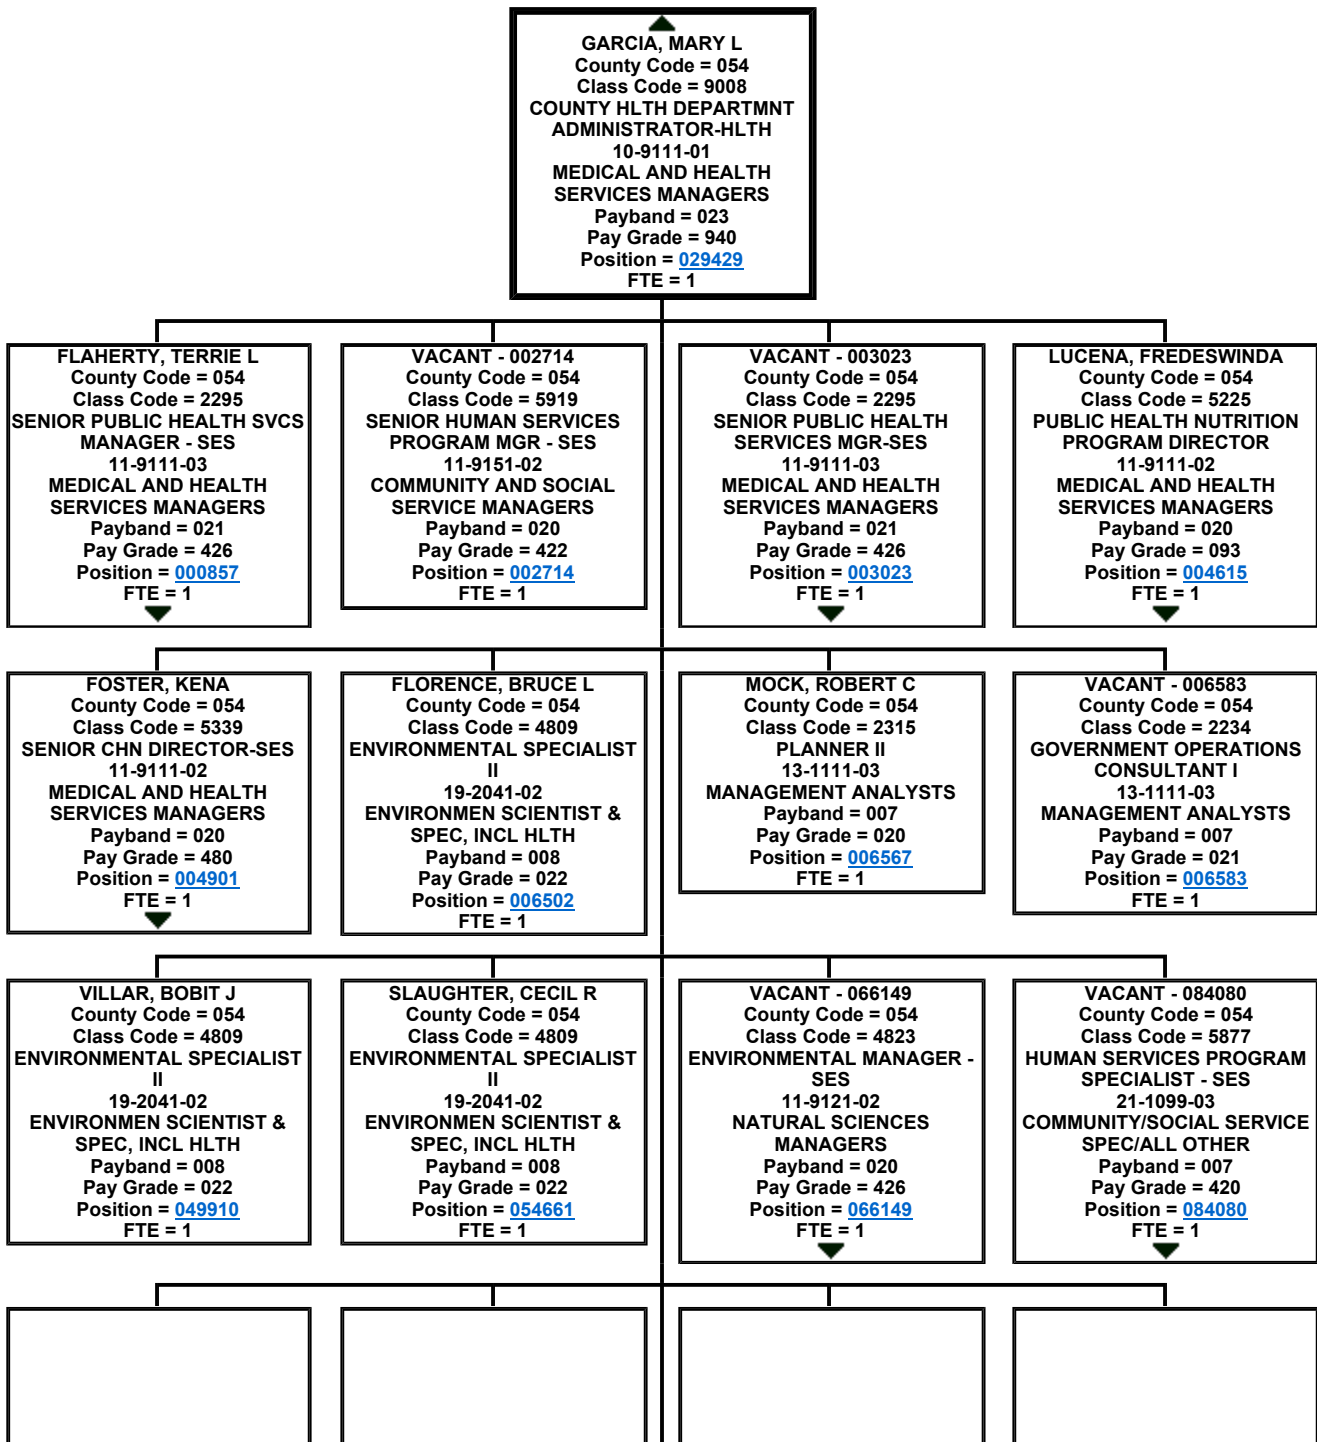 GARCIA, MARY L
County Code = 054
Class Code = 9008
COUNTY HLTH DEPARTMNT
ADMINISTRATOR-HLTH
10-9111-01
MEDICAL AND HEALTH
SERVICES MANAGERS
Payband = 023
Pay Grade = 940
Position = 029429
FTE = 1
FLAHERTY, TERRIE L
County Code = 054
Class Code = 2295
SENIOR PUBLIC HEALTH SVCS
MANAGER - SES
11-9111-03
MEDICAL AND HEALTH
SERVICES MANAGERS
Payband = 021
Pay Grade = 426
Position = 000857
FTE = 1
VACANT - 002714
County Code = 054
Class Code = 5919
SENIOR HUMAN SERVICES
PROGRAM MGR - SES
11-9151-02
COMMUNITY AND SOCIAL
SERVICE MANAGERS
Payband = 020
Pay Grade = 422
Position = 002714
FTE = 1
VACANT - 003023
County Code = 054
Class Code = 2295
SENIOR PUBLIC HEALTH
SERVICES MGR-SES
11-9111-03
MEDICAL AND HEALTH
SERVICES MANAGERS
Payband = 021
Pay Grade = 426
Position = 003023
FTE = 1
LUCENA, FREDESWINDA
County Code = 054
Class Code = 5225
PUBLIC HEALTH NUTRITION
PROGRAM DIRECTOR
11-9111-02
MEDICAL AND HEALTH
SERVICES MANAGERS
Payband = 020
Pay Grade = 093
Position = 004615
FTE = 1
FOSTER, KENA
County Code = 054
Class Code = 5339
SENIOR CHN DIRECTOR-SES
11-9111-02
MEDICAL AND HEALTH
SERVICES MANAGERS
Payband = 020
Pay Grade = 480
Position = 004901
FTE = 1
FLORENCE, BRUCE L
County Code = 054
Class Code = 4809
ENVIRONMENTAL SPECIALIST
II
19-2041-02
ENVIRONMEN SCIENTIST &
SPEC, INCL HLTH
Payband = 008
Pay Grade = 022
Position = 006502
FTE = 1
MOCK, ROBERT C
County Code = 054
Class Code = 2315
PLANNER II
13-1111-03
MANAGEMENT ANALYSTS
Payband = 007
Pay Grade = 020
Position = 006567
FTE = 1
VACANT - 006583
County Code = 054
Class Code = 2234
GOVERNMENT OPERATIONS
CONSULTANT I
13-1111-03
MANAGEMENT ANALYSTS
Payband = 007
Pay Grade = 021
Position = 006583
FTE = 1
VILLAR, BOBIT J
County Code = 054
Class Code = 4809
ENVIRONMENTAL SPECIALIST
II
19-2041-02
ENVIRONMEN SCIENTIST &
SPEC, INCL HLTH
Payband = 008
Pay Grade = 022
Position = 049910
FTE = 1
SLAUGHTER, CECIL R
County Code = 054
Class Code = 4809
ENVIRONMENTAL SPECIALIST
II
19-2041-02
ENVIRONMEN SCIENTIST &
SPEC, INCL HLTH
Payband = 008
Pay Grade = 022
Position = 054661
FTE = 1
VACANT - 066149
County Code = 054
Class Code = 4823
ENVIRONMENTAL MANAGER -
SES
11-9121-02
NATURAL SCIENCES
MANAGERS
Payband = 020
Pay Grade = 426
Position = 066149
FTE = 1
VACANT - 084080
County Code = 054
Class Code = 5877
HUMAN SERVICES PROGRAM
SPECIALIST - SES
21-1099-03
COMMUNITY/SOCIAL SERVICE
SPEC/ALL OTHER
Payband = 007
Pay Grade = 420
Position = 084080
FTE = 1